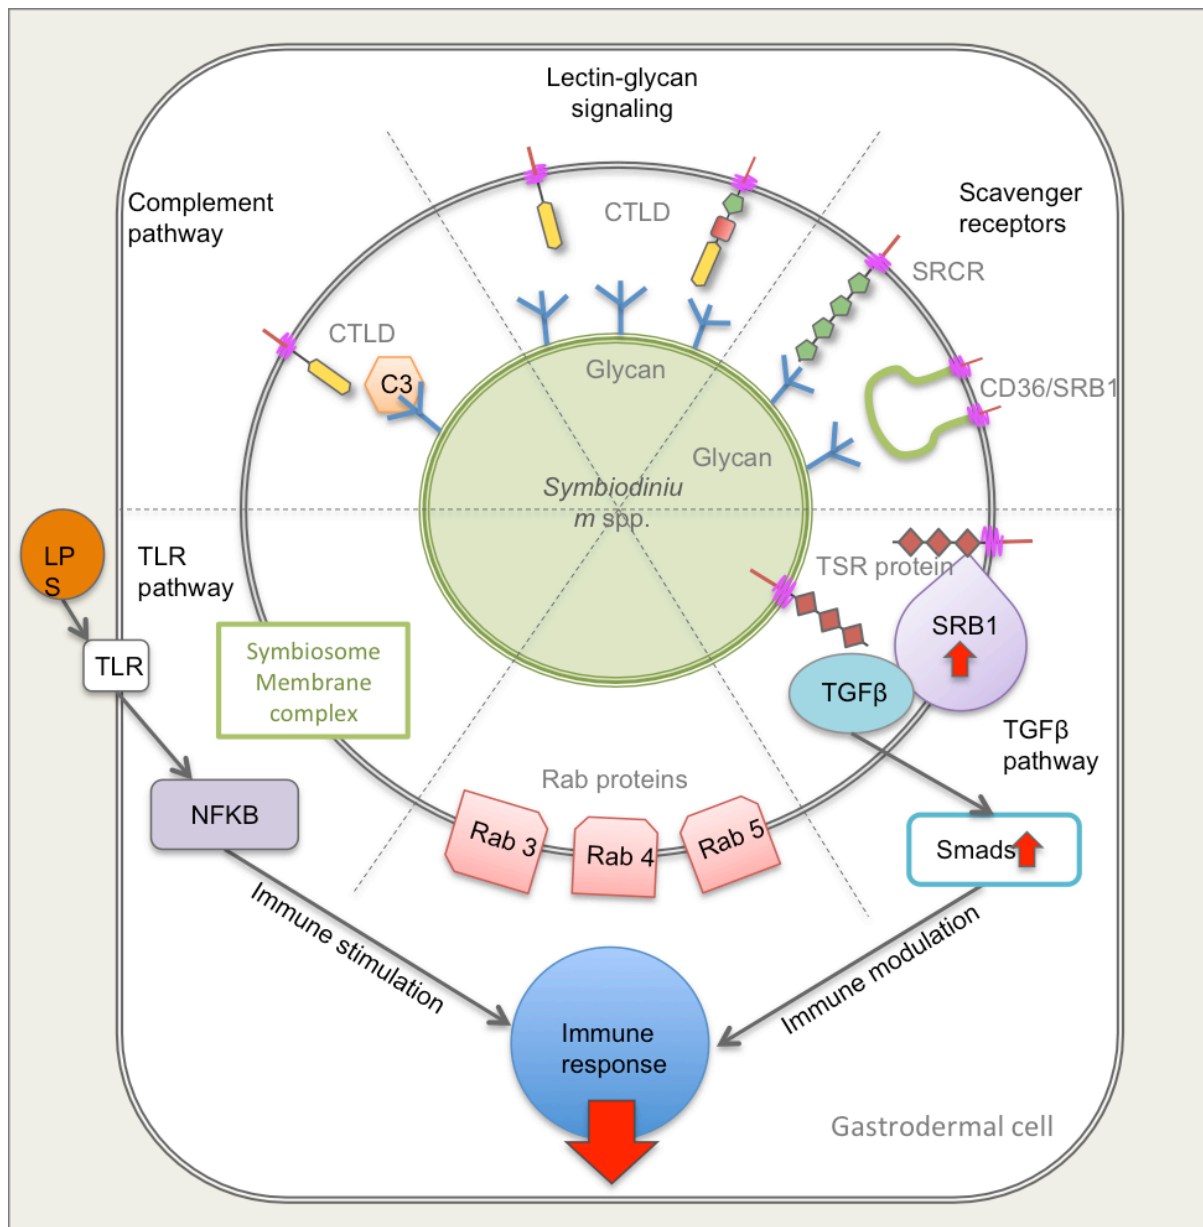 Lectin-glycan
signaling
Complement
pathway
CTLD
Scavenger
receptors
SRCR
CTLD
C3
Glycan
CD36/SRB1
Glycan
Symbiodiniu
m spp.
LP
S
TLR
pathway
TSR protein
TLR
Symbiosome
Membrane
complex
SRB1
TGFβ
TGFβ
pathway
Rab proteins
NFKB
Rab 3
Rab 4
Rab 5
Smads
Immune stimulation
Immune modulation
Immune
response
Gastrodermal cell